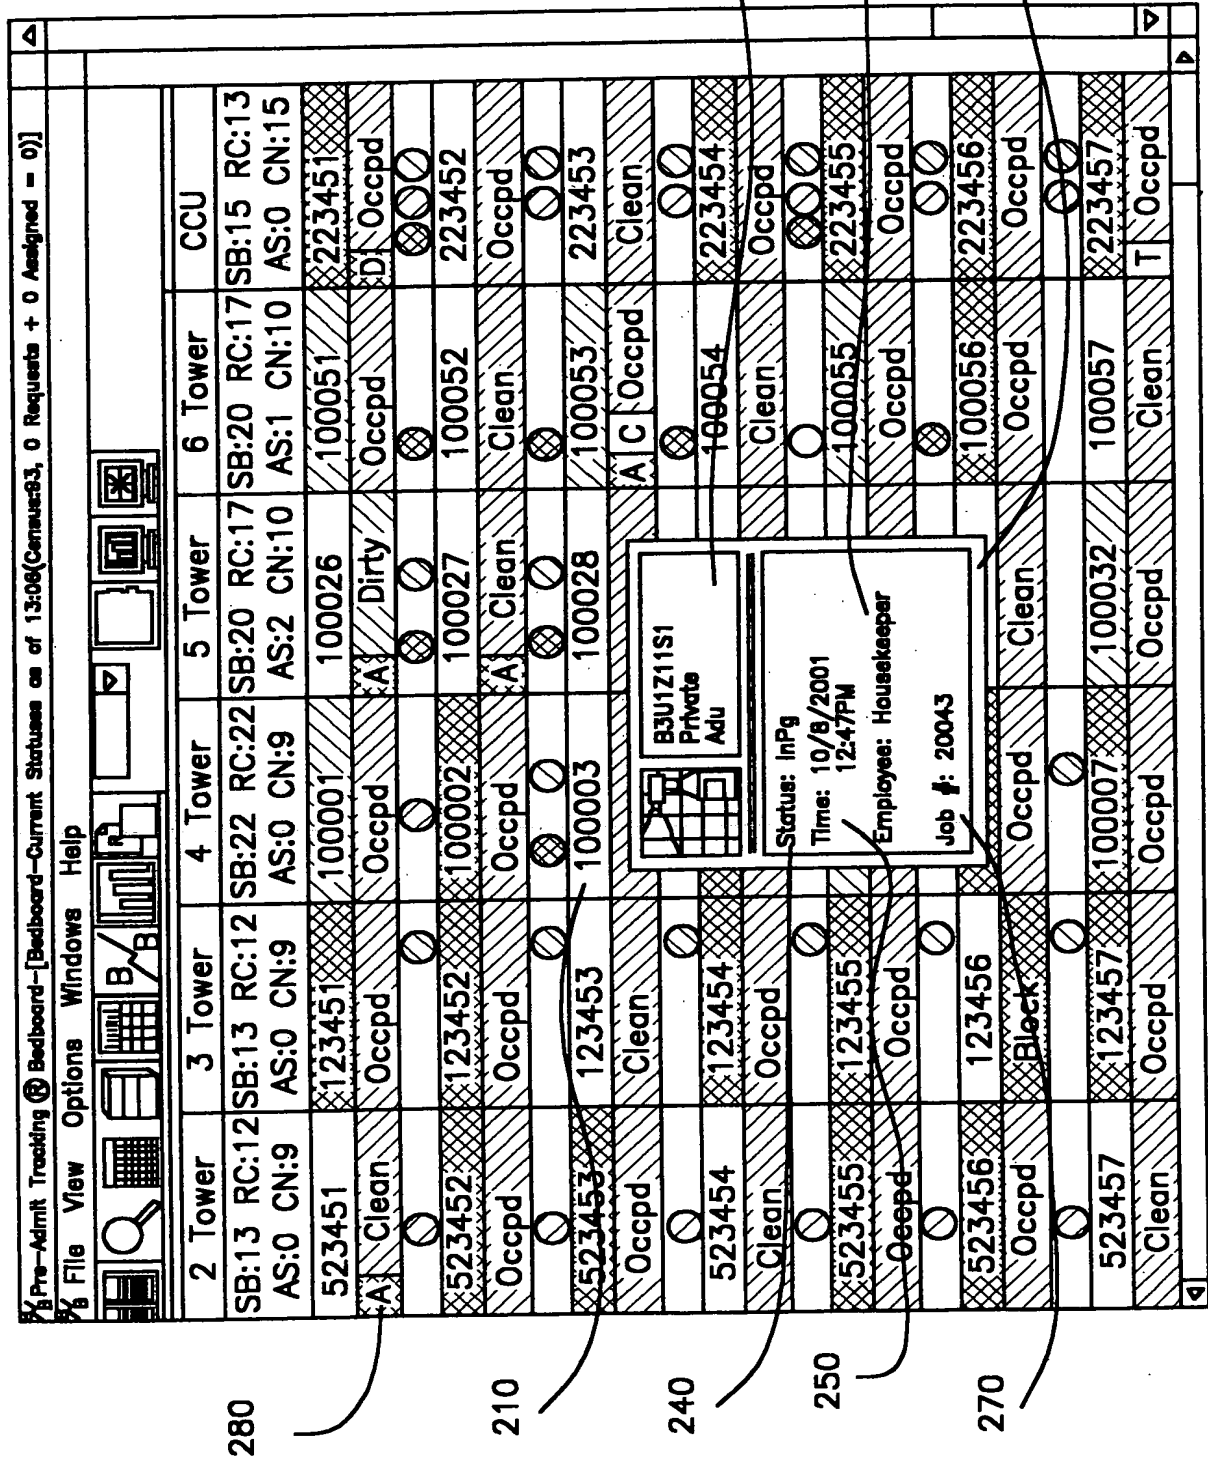 Pre-Admit Tracking ® Bedboard-[Bedboard-Current Statuses as of 13:06(Census:93, 0 Requests + 0 Assigned = 0)]
File View Options Windows Help
B/B
R
2 Tower 3 Tower 4 Tower 5 Tower 6 Tower CCU
SB:13 RC:12 SB:13 RC:12 SB:22 RC:22 SB:20 RC:17 SB:20 RC:17 SB:15 RC:13
AS:0 CN:9 AS:0 CN:9 AS:0 CN:9 AS:2 CN:10 AS:1 CN:10 AS:0 CN:15
523451 123451 10001 100026 100051 223451
A Clean Occpd Occpd A Dirty Occpd D Occpd
523452 123452 10002 100027 100052 223452
Occpd Occpd Occpd A Clean Clean Occpd
523453 123453 10003 100028 100053 223453
Occpd Clean A C Occpd Clean
523454 123454 100054 223454
Clean Occpd Clean Occpd
523455 123455 100055 223455
Occpd Occpd Occpd Occpd
523456 123456 100056 223456
Occpd Block Occpd Clean Occpd Occpd
523457 123457 10007 100032 100057 223457
Clean Occpd Occpd Occpd Clean T Occpd
B3U1Z11S1
Private
Adu
Status: InPg
Time: 10/8/2001
12:47PM
Employee: Housekeeper
Job #: 20043
280
210
240
250
270